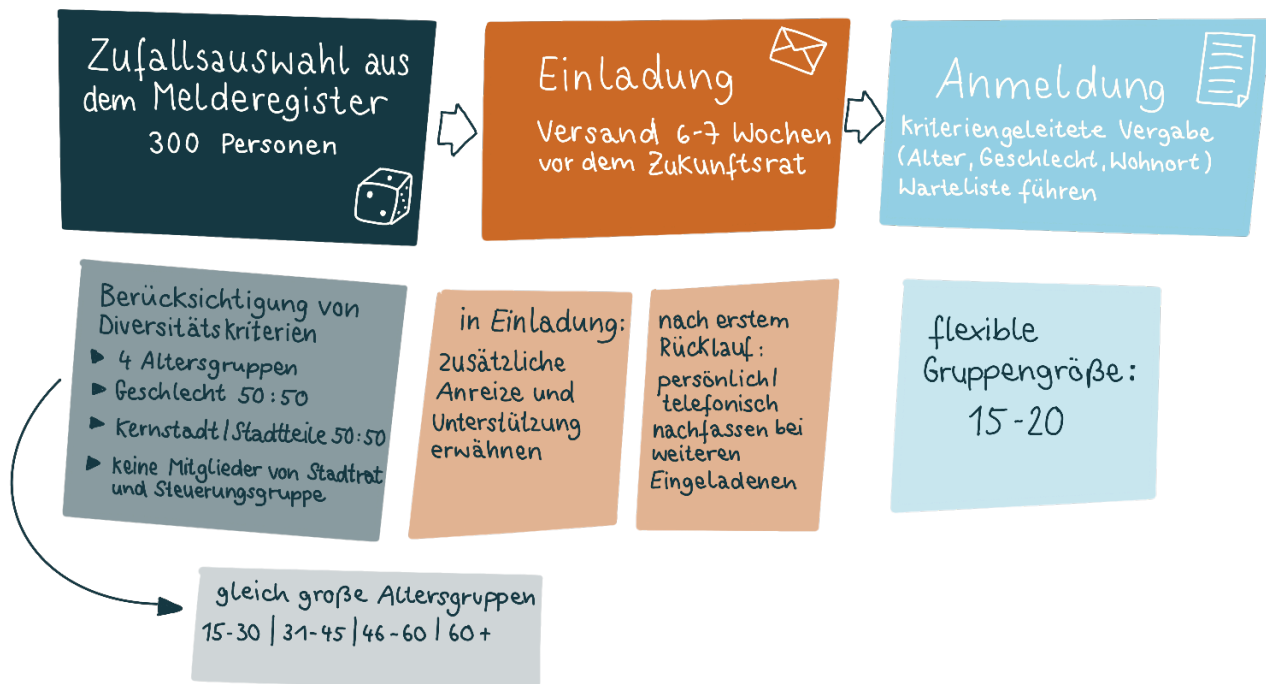 Zufallsauswahl aus
dem Melderegister
300 Personen
Einladung
Versand 6-7 Wochen
vor dem Zukunftsrat
Anmeldung
Kriteriengeleitete Vergabe
(Alter, Geschlecht, Wohnort)
Warteliste führen
Berücksichtigung von
Diversitätskriterien
▶ 4 Altersgruppen
▶ Geschlecht 50:50
▶ Kernstadt/Stadtteile 50:50
▶ keine Mitglieder von Stadtrat
und Steuerungsgruppe
gleich große Altersgruppen
15-30 | 31-45 | 46-60 | 60+
in Einladung:
zusätzliche
Anreize und
Unterstützung
erwähnen
nach erstem
Rücklauf:
persönlich/
telefonisch
nachfassen bei
weiteren
Eingeladenen
flexible
Gruppengröße:
15-20